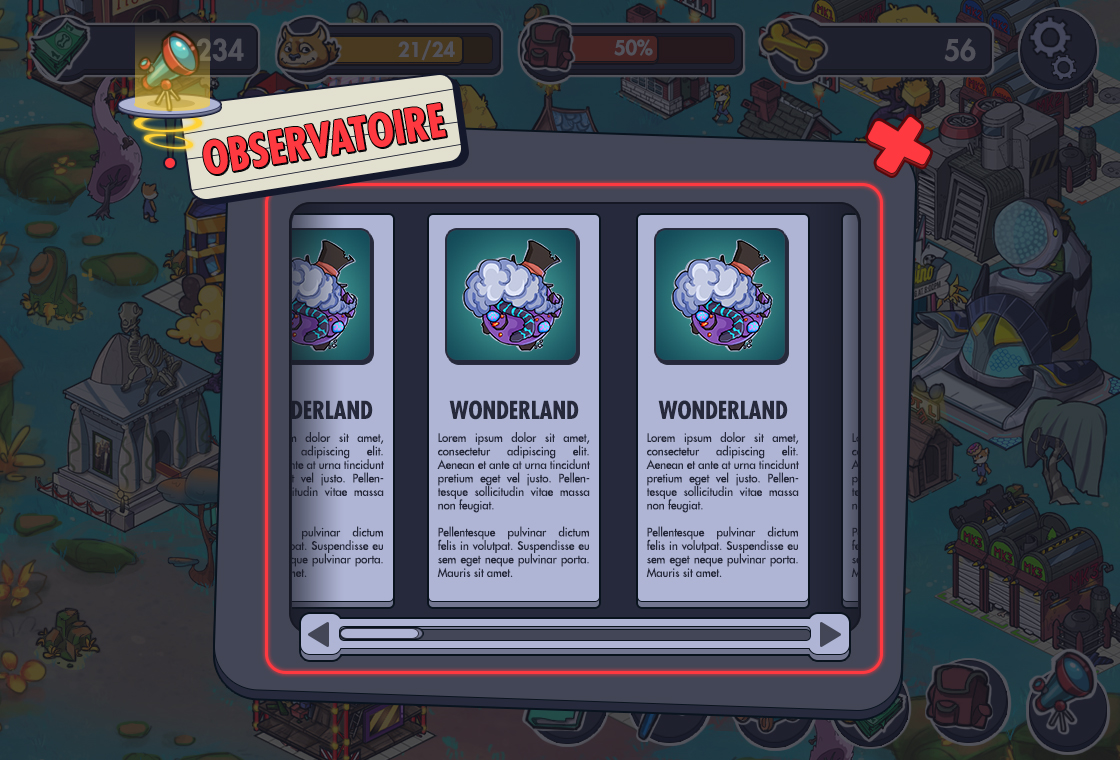 234
21/24
50%
56
OBSERVATOIRE
DERLAND
dolor sit amet,
adipiscing elit.
at urna tincidunt
vel justo. Pellen-
vitae massa
pulvinar dictum
Suspendisse eu
pulvinar porta.
WONDERLAND
Lorem ipsum dolor sit amet,
consectetur adipiscing elit.
Aenean et ante at urna tincidunt
pretium eget vel justo. Pellen-
tesque sollicitudin vitae massa
non feugiat.
Pellentesque pulvinar dictum
felis in volutpat. Suspendisse eu
sem eget neque pulvinar porta.
Mauris sit amet.
WONDERLAND
Lorem ipsum dolor sit amet,
consectetur adipiscing elit.
Aenean et ante at urna tincidunt
pretium eget vel justo. Pellen-
tesque sollicitudin vitae massa
non feugiat.
Pellentesque pulvinar dictum
felis in volutpat. Suspendisse eu
sem eget neque pulvinar porta.
Mauris sit amet.